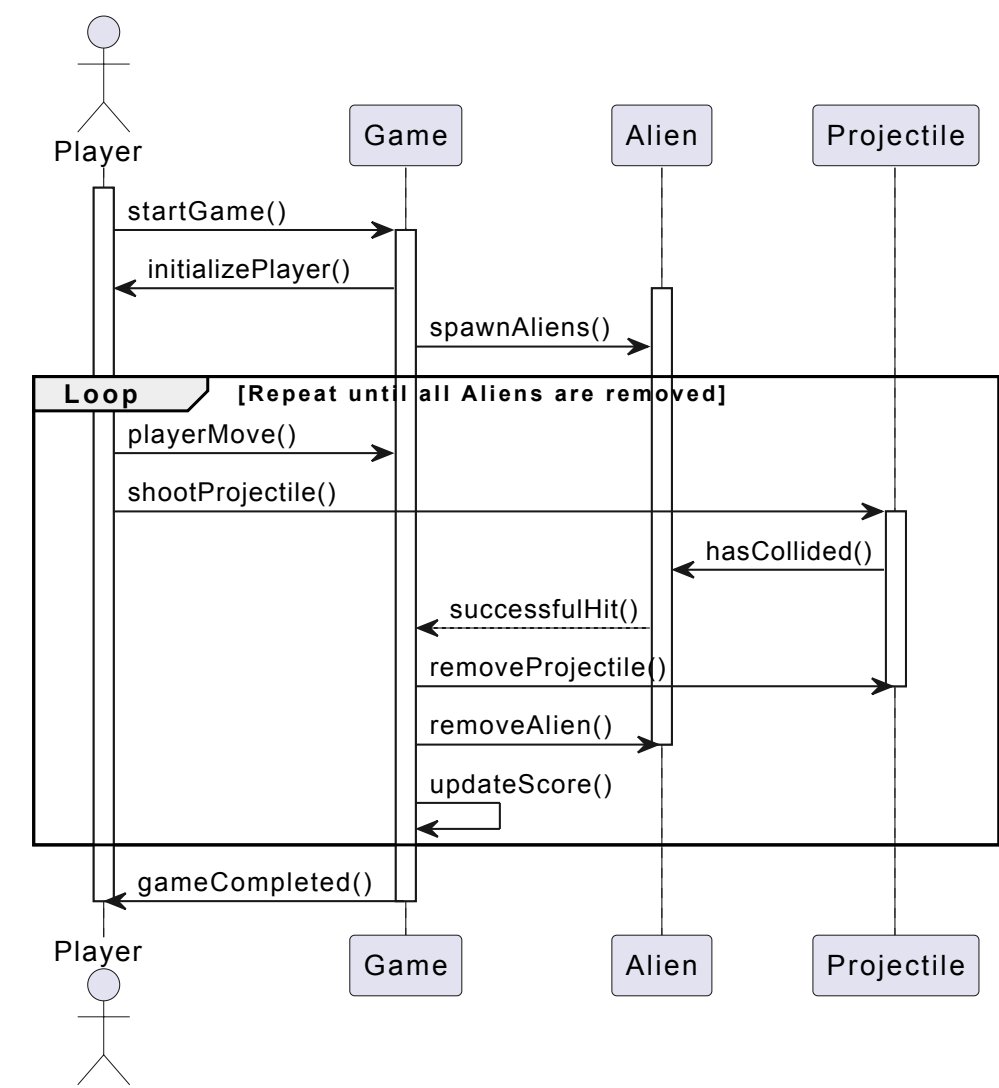 Player
Game
Alien
Projectile
startGame()
initializePlayer()
spawnAliens()
Loop [Repeat until all Aliens are removed]
playerMove()
shootProjectile()
hasCollided()
successfulHit()
removeProjectile()
removeAlien()
updateScore()
gameCompleted()
Player
Game
Alien
Projectile